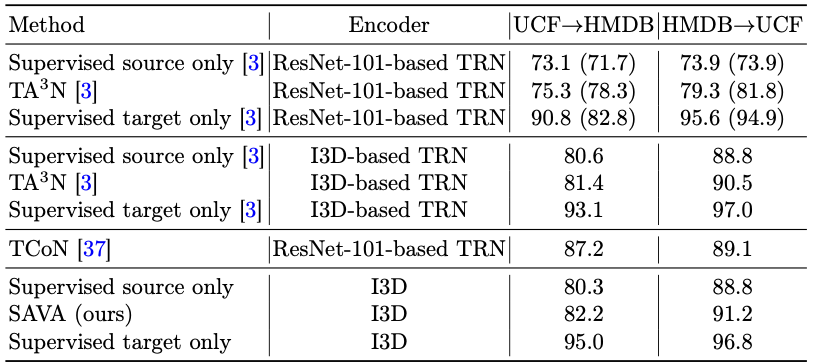 Method Encoder UCF→HMDB HMDB→UCF
Supervised source only [3] ResNet-101-based TRN 73.1 (71.7) 73.9 (73.9)
TA³N [3] ResNet-101-based TRN 75.3 (78.3) 79.3 (81.8)
Supervised target only [3] ResNet-101-based TRN 90.8 (82.8) 95.6 (94.9)
Supervised source only [3] I3D-based TRN 80.6 88.8
TA³N [3] I3D-based TRN 81.4 90.5
Supervised target only [3] I3D-based TRN 93.1 97.0
TCoN [37] ResNet-101-based TRN 87.2 89.1
Supervised source only I3D 80.3 88.8
SAVA (ours) I3D 82.2 91.2
Supervised target only I3D 95.0 96.8